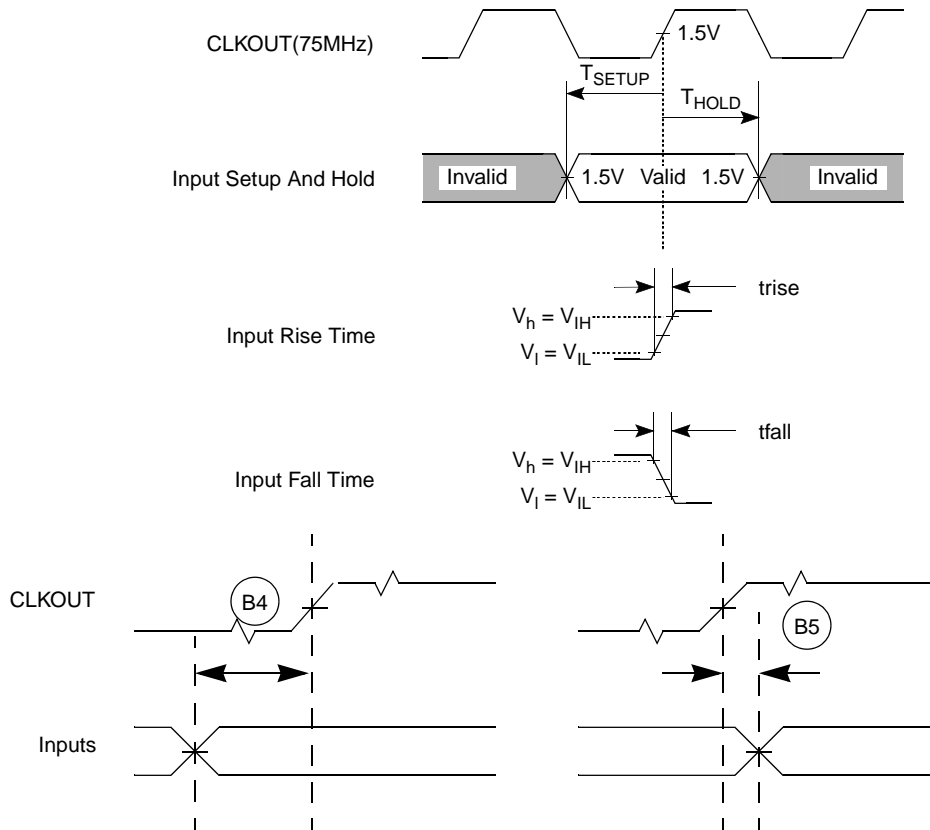 CLKOUT(75MHz)
1.5V
TSETUP
THOLD
Input Setup And Hold
Invalid
1.5V Valid 1.5V
Invalid
trise
Input Rise Time
Vh = VIH
Vl = VIL
tfall
Input Fall Time
Vh = VIH
Vl = VIL
CLKOUT
B4
B5
Inputs